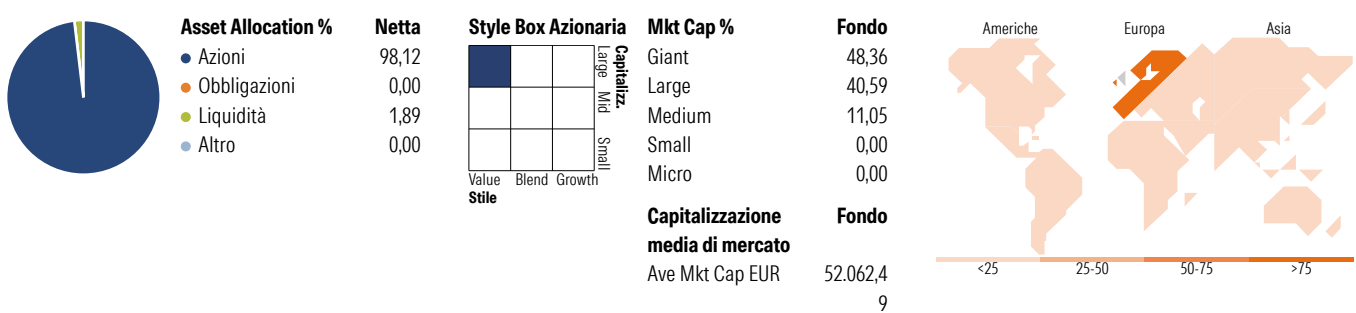 Asset Allocation % Netta
Azioni 98,12
Obbligazioni 0,00
Liquidità 1,89
Altro 0,00
Style Box Azionaria
Capitalizz.
Large Mid Small
Value Blend Growth
Stile
Mkt Cap % Fondo
Giant 48,36
Large 40,59
Medium 11,05
Small 0,00
Micro 0,00
Capitalizzazione Fondo
media di mercato
Ave Mkt Cap EUR 52.062,4
9
Americhe Europa Asia
<25 25-50 50-75 >75